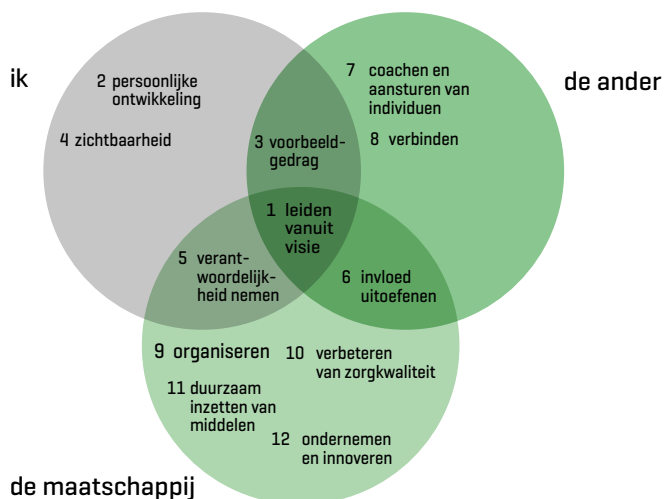 ik
de ander
2 persoonlijke
ontwikkeling
4 zichtbaarheid
7 coachen en
aansturen van
individuen
8 verbinden
3 voorbeeld-
gedrag
1 leiden
vanuit
visie
5 verant-
woordelijk-
heid nemen
6 invloed
uitoefenen
9 organiseren
10 verbeteren
van zorgkwaliteit
11 duurzaam
inzetten van
middelen
12 ondernemen
en innoveren
de maatschappij